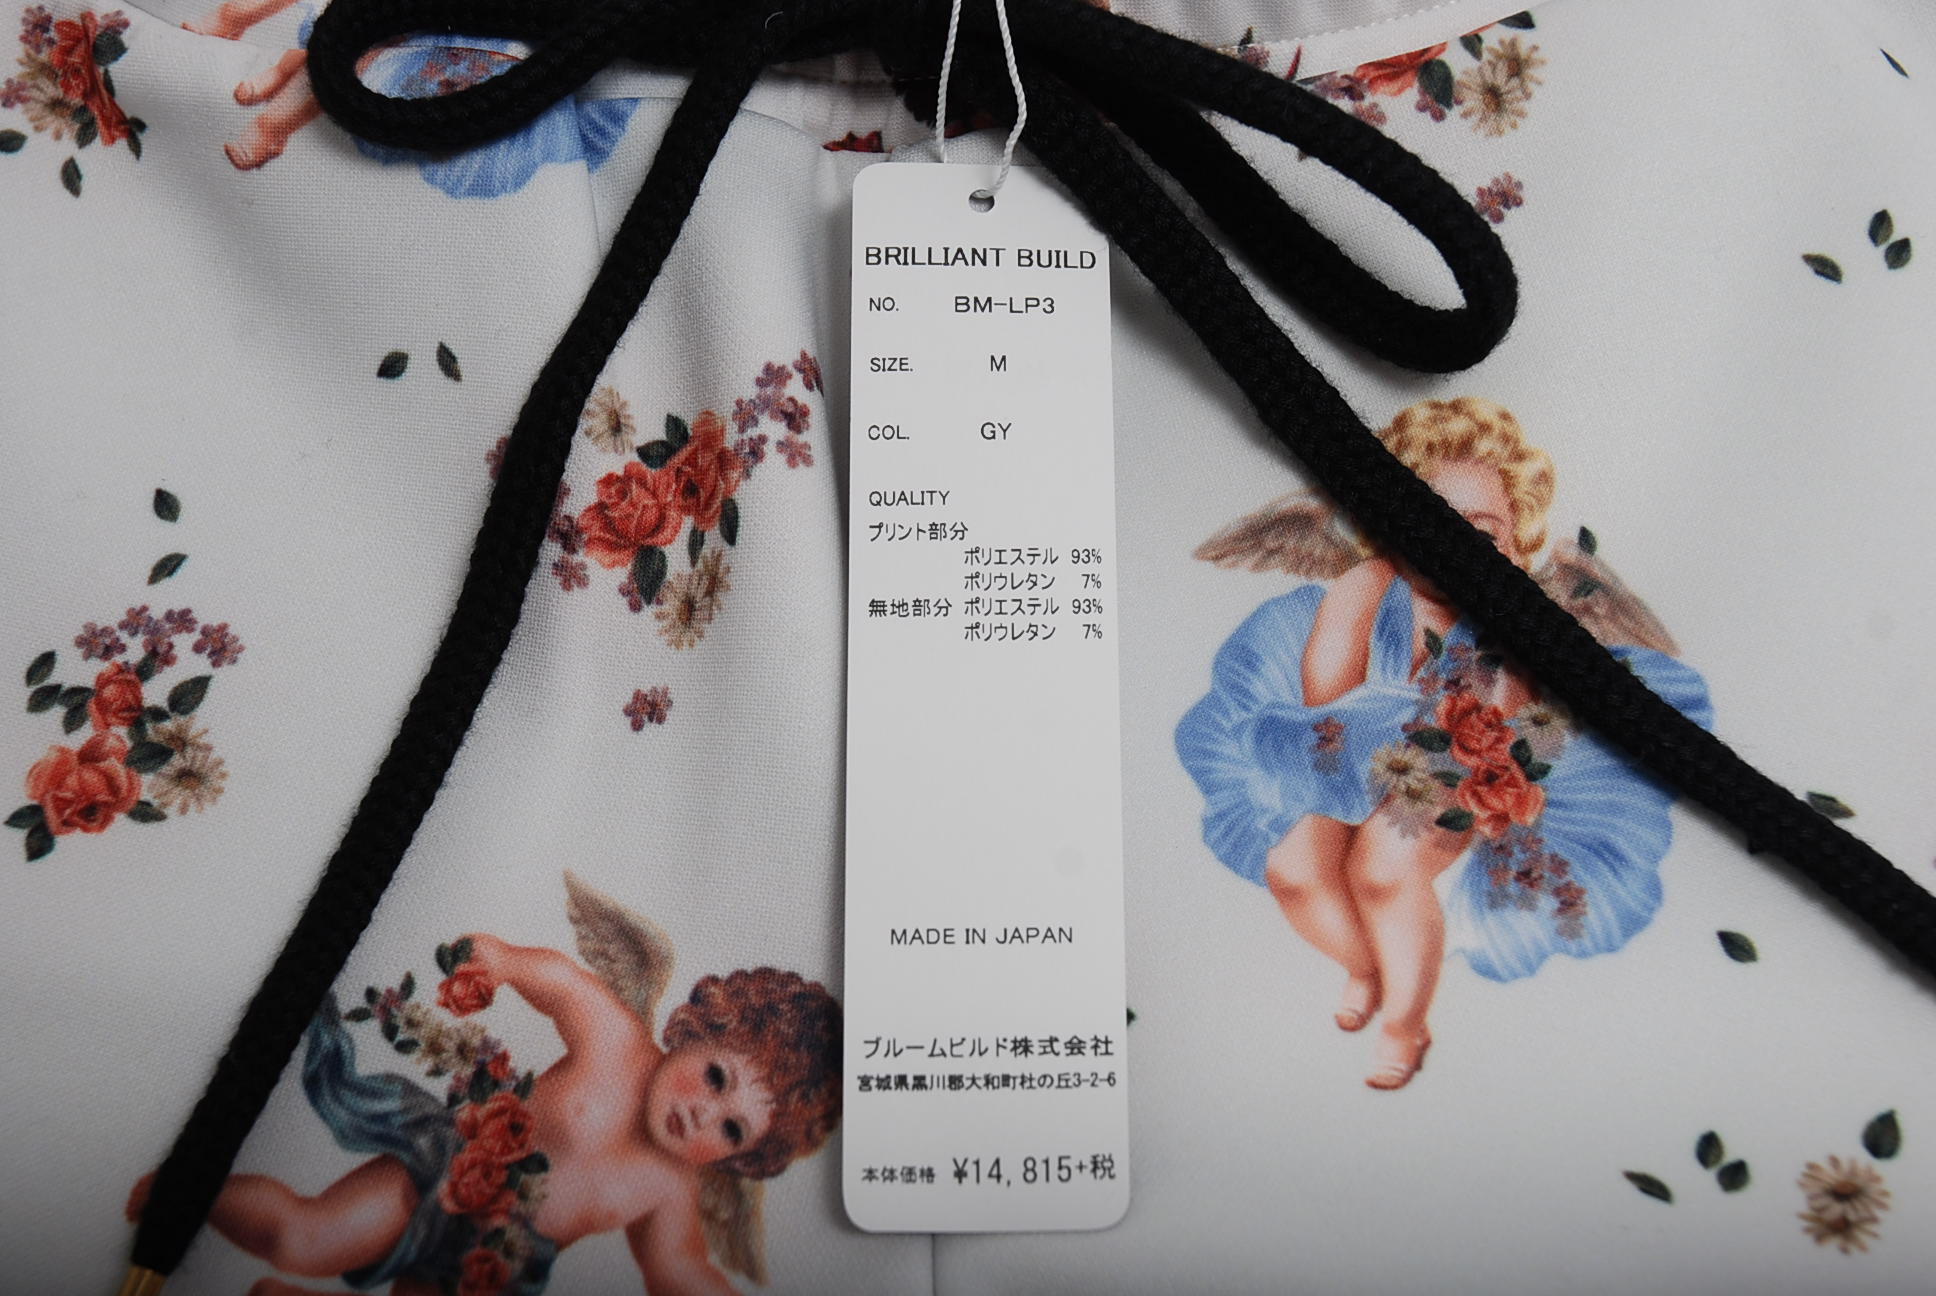 BRILLIANT BUILD
NO. BM-LP3
SIZE. M
COL. GY
QUALITY
プリント部分
ポリエステル 93%
ポリウレタン 7%
無地部分 ポリエステル 93%
ポリウレタン 7%
MADE IN JAPAN
ブルームビルド株式会社
宮城県黒川郡大和町杜の丘3-2-6
本体価格 ¥14,815+税